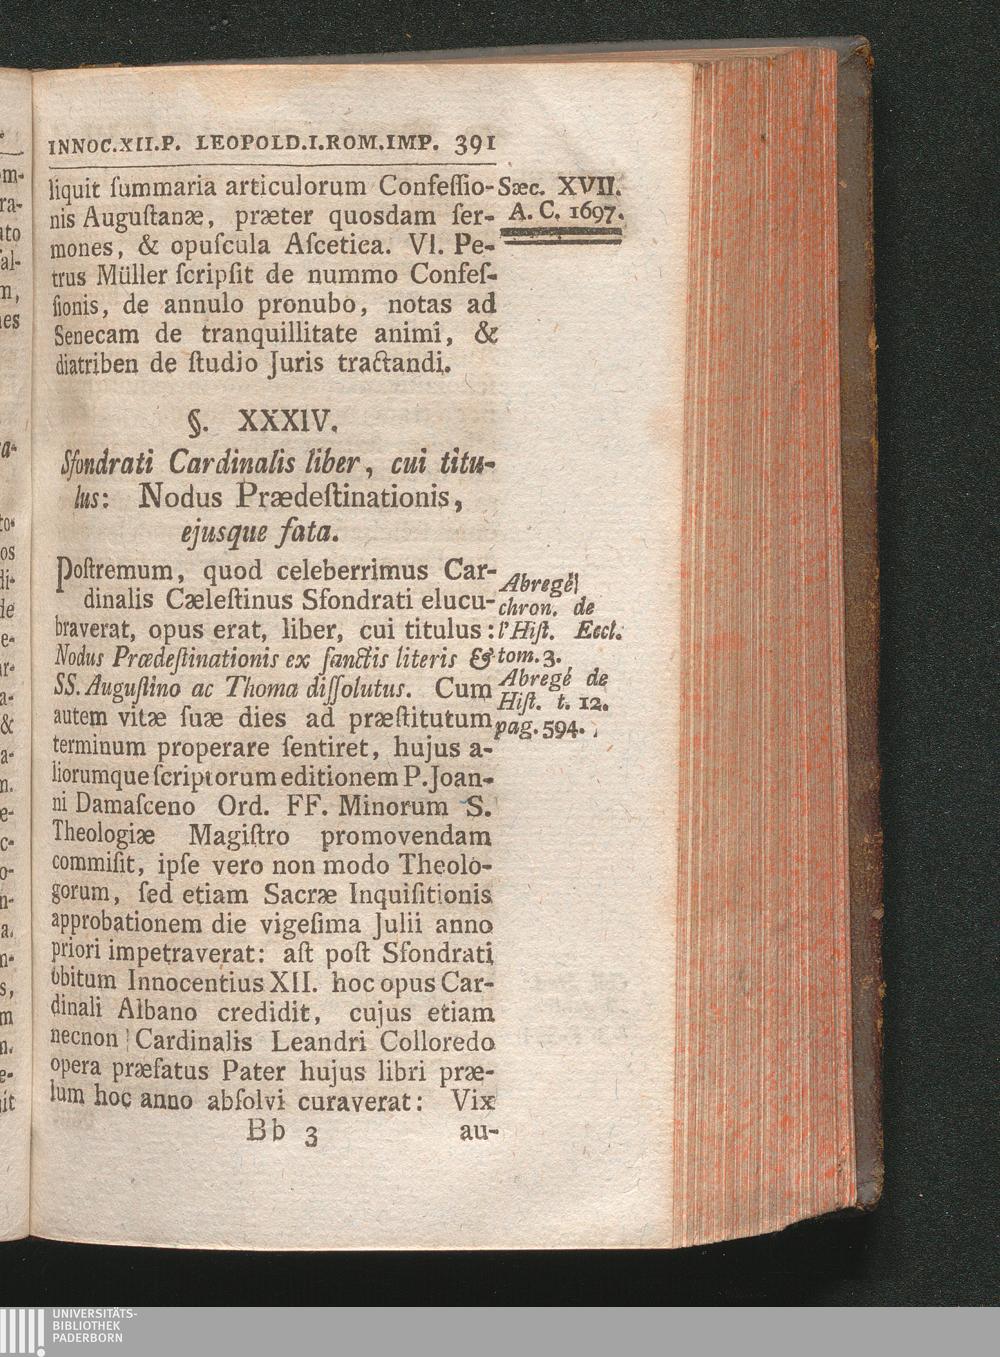 INNOC.XII.P. LEOPOLD.I.ROM.IMP. 391
liquit ſummaria articulorum Confeſſio-
nis Auguſtanæ, præter quosdam ſer-
mones, & opuſcula Aſcetica. VI. Pe-
trus Müller ſcripſit de nummo Confeſ-
ſionis, de annulo pronubo, notas ad
Senecam de tranquillitate animi, &
diatriben de ſtudio Juris tractandi.
Sæc. XVII.
A. C. 1697.
§. XXXIV.
Sfondrati Cardinalis liber, cui titu-
lus: Nodus Prædeſtinationis,
ejusque fata.
Poſtremum, quod celeberrimus Car-
dinalis Cæleſtinus Sfondrati elucu-
braverat, opus erat, liber, cui titulus:
Nodus Prædeſtinationis ex ſanctis literis &
SS. Auguſtino ac Thoma diſſolutus. Cum
autem vitæ ſuæ dies ad præſtitutum
terminum properare ſentiret, hujus a-
liorumque ſcriptorum editionem P. Joan-
ni Damaſceno Ord. FF. Minorum S.
Theologiæ Magiſtro promovendam
commiſit, ipſe vero non modo Theolo-
gorum, ſed etiam Sacræ Inquiſitionis
approbationem die vigeſima Julii anno
priori impetraverat: aſt poſt Sfondrati
obitum Innocentius XII. hoc opus Car-
dinali Albano credidit, cujus etiam
necnon Cardinalis Leandri Colloredo
opera præfatus Pater hujus libri præ-
lum hoc anno abſolvi curaverat: Vix
Abregé
chron. de
l'Hiſt. Eccl.
tom. 3.
Abregé de
Hiſt. t. 12.
pag. 594.
Bb 3
au-
UNIVERSITÄTS-
BIBLIOTHEK
PADERBORN